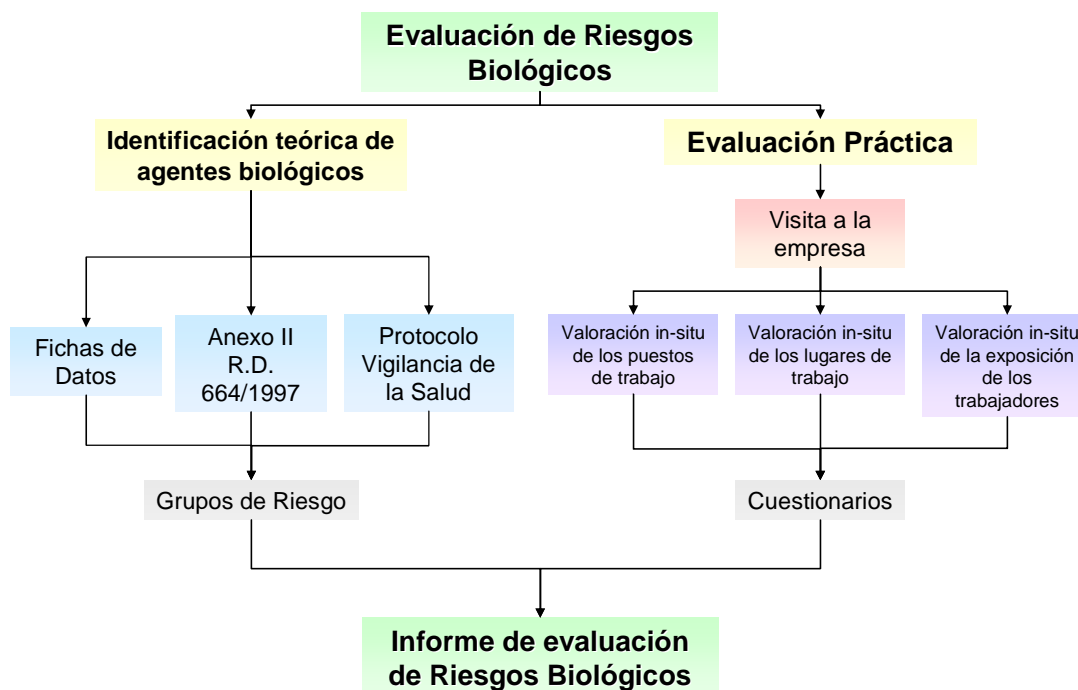 Evaluación de Riesgos
Biológicos
Identificación teórica de
agentes biológicos
Evaluación Práctica
Visita a la
empresa
Fichas de
Datos
Anexo II
R.D.
664/1997
Protocolo
Vigilancia de
la Salud
Valoración in-situ
de los puestos
de trabajo
Valoración in-situ
de los lugares de
trabajo
Valoración in-situ
de la exposición
de los
trabajadores
Grupos de Riesgo
Cuestionarios
Informe de evaluación
de Riesgos Biológicos